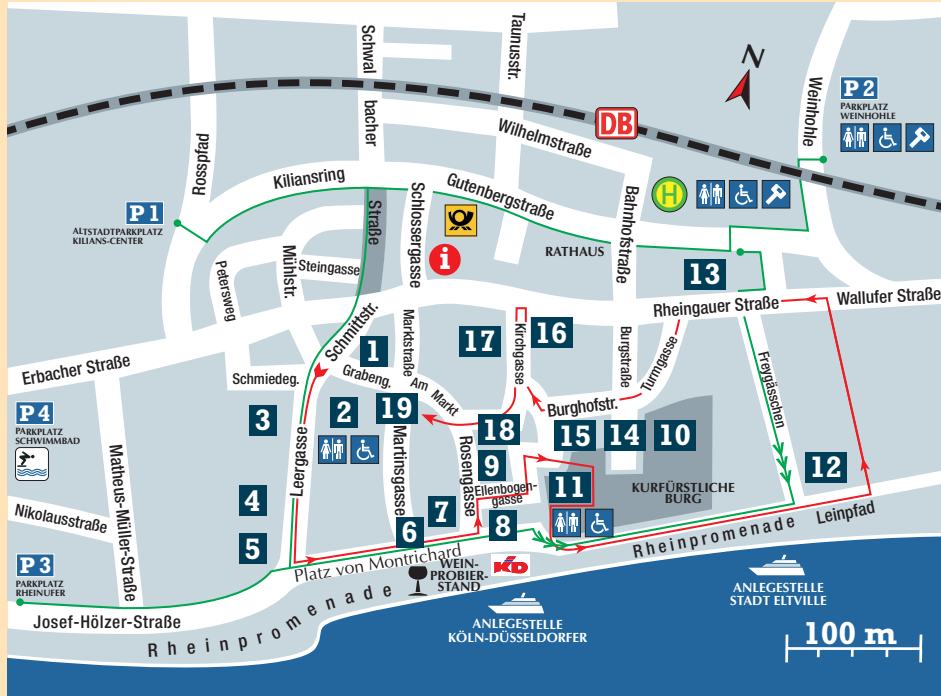 Taunusstr.
Schwal
bacher
N
Weinhohle
P 2
PARKPLATZ
WEINHOHLE
DB
Wilhelmstraße
Rosspfad
Kiliansring
Gutenbergstraße
H
P 1
ALTSTADTPARKPLATZ
KILIANS-CENTER
Straße
Schlossergasse
Bahnhofstraße
RATHAUS
i
13
Mühlstr.
Steingasse
Petersweg
Rheingauer Straße
Wallufer Straße
Schmittstr.
1
Marktstraße
17
Kirchgasse
16
Burgstraße
Turmgasse
Freygässchen
Erbacher Straße
Schmiedeg.
Grabeng.
Am
Markt
Burghofstr.
P 4
PARKPLATZ
SCHWIMMBAD
3
2
19
18
15
14
10
Leergasse
Martinsgasse
Rosengasse
9
12
Matheus-Müller-Straße
4
Ellenbogen-
gasse
11
KURFÜRSTLICHE
BURG
Nikolausstraße
7
6
8
5
Rheinpromenade
Leinpfad
Platz von Montrichard
P 3
PARKPLATZ
RHEINUFER
WEIN-
PROBIER-
STAND
KD
ANLEGESTELLE
STADT ELTVILLE
Josef-Hölzer-Straße
Rheinpromenade
ANLEGESTELLE
KÖLN-DÜSSELDORFER
100 m